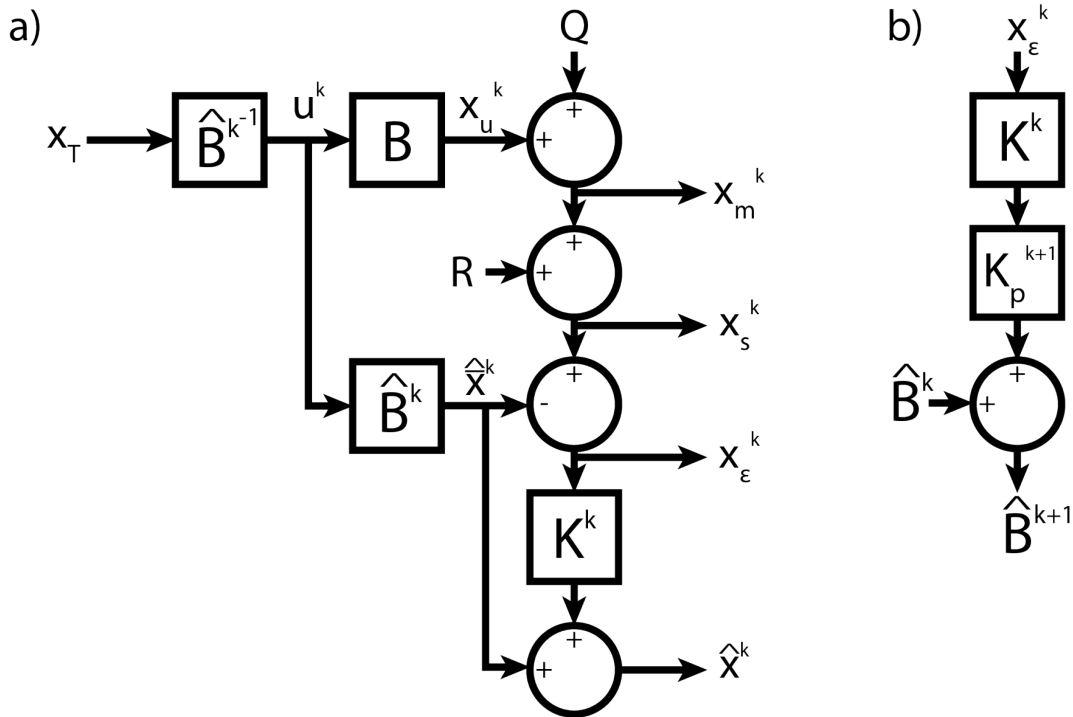 a)
Q
x_T
B̂^k-1
u^k
B
x_u^k
+
+
x_m^k
R
+
+
x_s^k
B̂^k
x̄̂^k
+
-
x_ε^k
K^k
+
+
x̂^k
b)
x_ε^k
K^k
K_p^k+1
B̂^k
+
+
B̂^k+1